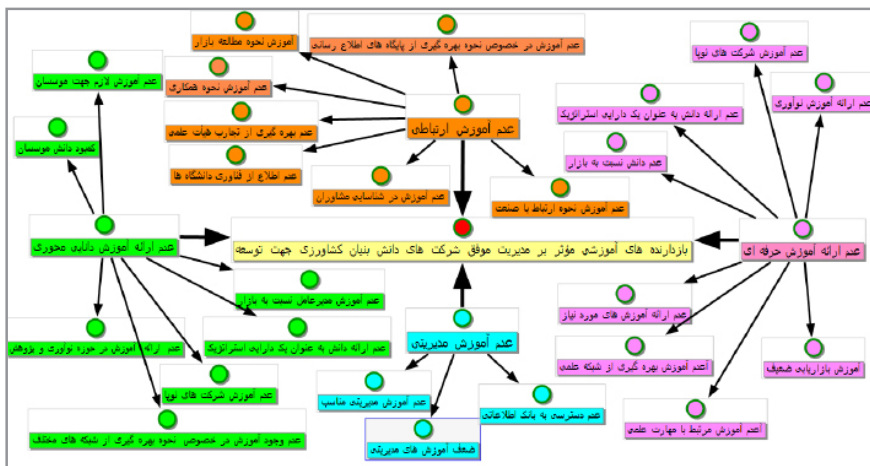 عدم آموزش نحوه مطالعه بازار
عدم آموزش در خصوص نحوه بهره گیری از پایگاه های اطلاع رسانی
عدم آموزش شرکت های نوپا
عدم آموزش لازم جهت موسسان
عدم آموزش نحوه همکاری
عدم ارائه دانش به عنوان یک دارایی استراتژیک
عدم ارائه آموزش نوآوری
عدم بهره گیری از تجارب هیأت علمی
عدم آموزش ارتباطی
کمبود دانش موسسان
عدم اطلاع از فناوری دانشگاه ها
عدم دانش نسبت به بازار
عدم آموزش در شناسایی مشاوران
عدم آموزش نحوه ارتباط با صنعت
عدم ارائه آموزش دانایی محوری
بازدارنده های آموزشی مؤثر بر مدیریت موفق شرکت های دانش بنیان کشاورزی جهت توسعه
عدم ارائه آموزش حرفه ای
عدم آموزش مدیرعامل نسبت به بازار
عدم ارائه آموزش های مورد نیاز
عدم ارائه آموزش در حوزه نوآوری و پژوهش
عدم ارائه دانش به عنوان یک دارایی استراتژیک
عدم آموزش مدیریتی
عدم آموزش بهره گیری از شبکه علمی
آموزش بازاریابی ضعیف
عدم آموزش شرکت های نوپا
عدم آموزش مدیریتی مناسب
عدم دسترسی به بانک اطلاعاتی
عدم آموزش مرتبط با مهارت علمی
عدم وجود آموزش در خصوص نحوه بهره گیری از شبکه های مختلف
ضعف آموزش های مدیریتی